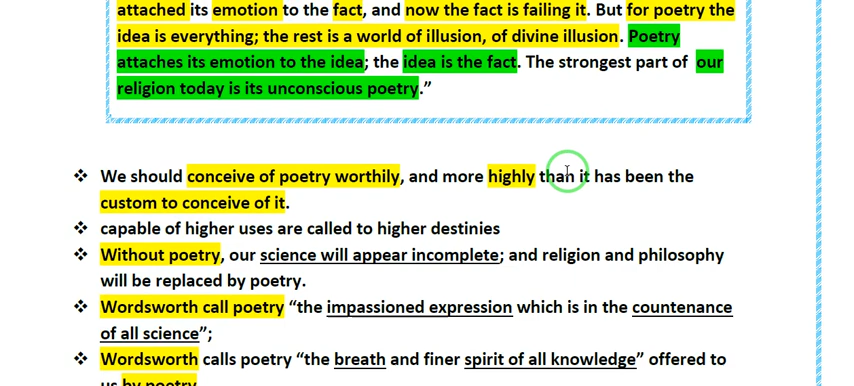 attached its emotion to the fact, and now the fact is failing it. But for poetry the
idea is everything; the rest is a world of illusion, of divine illusion. Poetry
attaches its emotion to the idea; the idea is the fact. The strongest part of our
religion today is its unconscious poetry.”
❖ We should conceive of poetry worthily, and more highly than it has been the
custom to conceive of it.
❖ capable of higher uses are called to higher destinies
❖ Without poetry, our science will appear incomplete; and religion and philosophy
will be replaced by poetry.
❖ Wordsworth call poetry “the impassioned expression which is in the countenance
of all science”;
❖ Wordsworth calls poetry “the breath and finer spirit of all knowledge” offered to
us by poetry